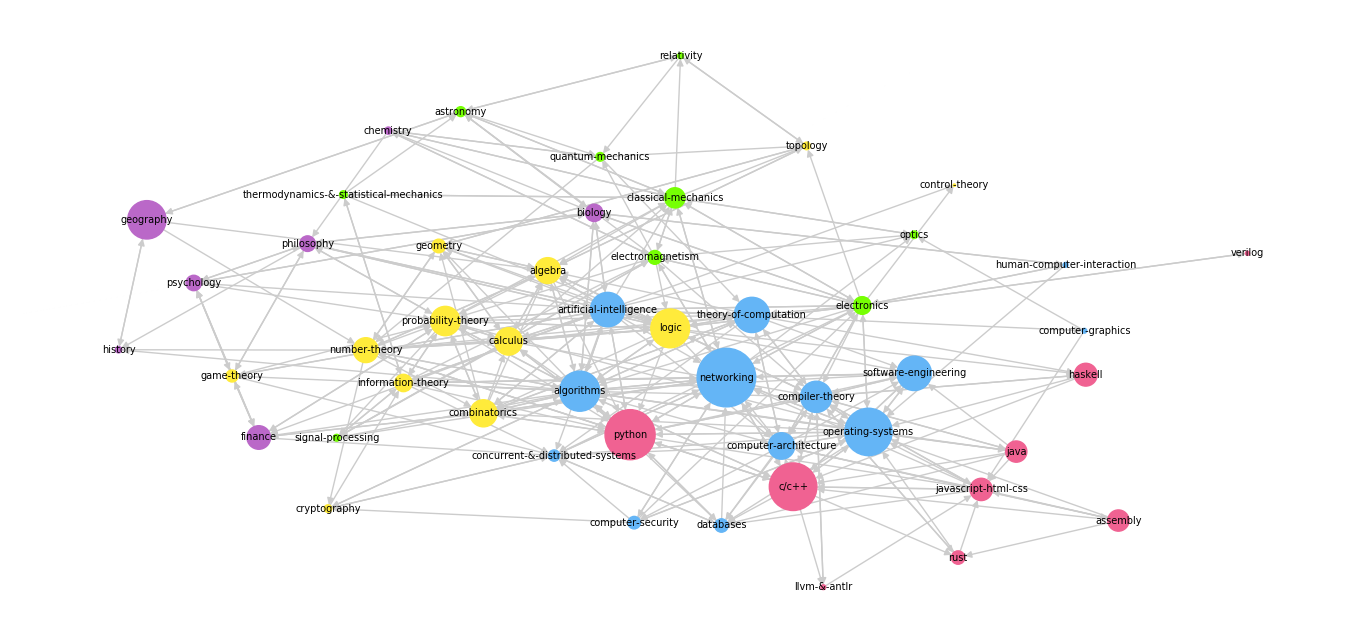 relativity
astronomy
chemistry
topology
quantum-mechanics
control-theory
thermodynamics-&-statistical-mechanics
classical-mechanics
biology
geography
optics
philosophy
geometry
verilog
electromagnetism
human-computer-interaction
algebra
psychology
electronics
artificial-intelligence
theory-of-computation
probability-theory
logic
computer-graphics
calculus
history
number-theory
software-engineering
haskell
game-theory
networking
information-theory
algorithms
compiler-theory
combinatorics
operating-systems
python
finance
signal-processing
computer-architecture
java
concurrent-&-distributed-systems
c/c++
javascript-html-css
cryptography
assembly
computer-security
databases
rust
llvm-&-antlr